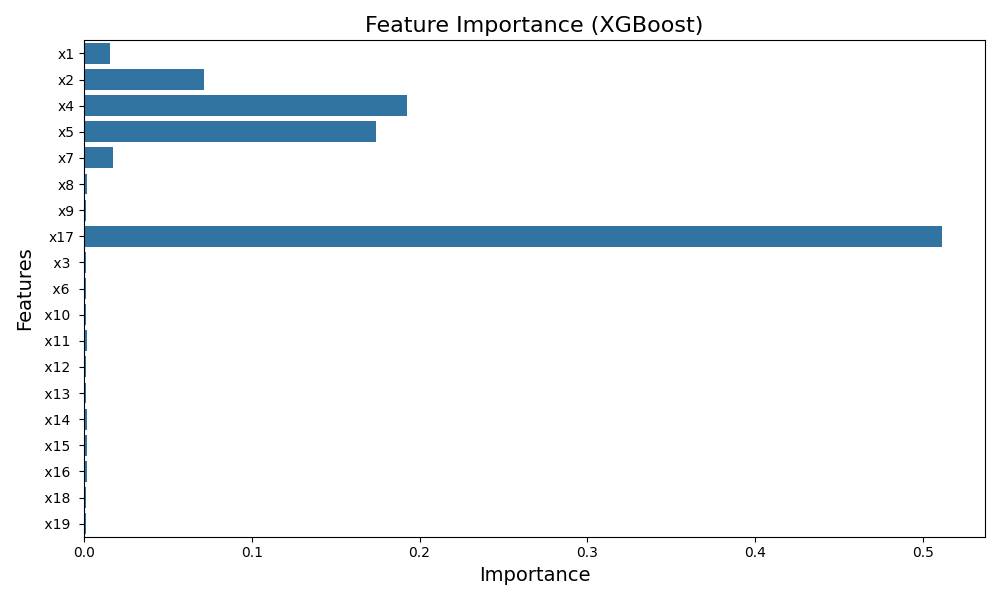 Feature Importance (XGBoost)
x1
x2
x4
x5
x7
x8
x9
x17
x3
x6
x10
x11
x12
x13
x14
x15
x16
x18
x19
Features
0.0 0.1 0.2 0.3 0.4 0.5
Importance